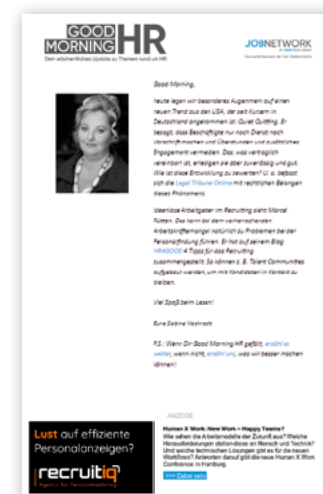 GOOD
MORNING HR
Dein wöchentliches Update zu Themen rund um HR
JOBNETWORK
Good Morning,
heute legen wir besonderes Augenmerk auf einen
neuen Trend aus den USA, der seit Kurzem in
Deutschland angekommen ist: Quiet Quitting. Er
besagt, dass Beschäftigte nur noch Dienst nach
Vorschrift machen und Überstunden und zusätzliches
Engagement vermeiden. Das, was vertraglich
vereinbart ist, erledigen sie aber zuverlässig und gut.
Wie ist diese Entwicklung zu bewerten? U. a. befasst
sich die Legal Tribune Online mit rechtlichen Belangen
dieses Phänomens.
Ideenlose Arbeitgeber im Recruiting sieht Marcel
Rütten. Das kann bei dem vorherrschenden
Arbeitskräftemangel natürlich zu Problemen bei der
Personalfindung führen. Er hat auf seinem Blog
HR4GOOD 4 Tipps für das Recruiting
zusammengestellt. So können z. B. Talent Communities
aufgebaut werden, um mit Kandidaten in Kontakt zu
bleiben.
Viel Spaß beim Lesen!
Eure Sabine Vockrodt
P.S.: Wenn Dir Good Morning HR gefällt, erzähl es
weiter, wenn nicht, erzähl uns, was wir besser machen
können!
ANZEIGE
Lust auf effiziente
Personalanzeigen?
recruitiq
Agentur für Personalmarketing
Human X Work.:New Work = Happy Teams?
Wie sehen die Arbeitsmodelle der Zukunft aus? Welche
Herausforderungen stellen diese an Mensch und Technik?
Und welche technischen Lösungen gibt es für die neuen
Workflows? Antworten darauf gibt die neue Human X Work
Conference in Hamburg.
>>> Dabei sein